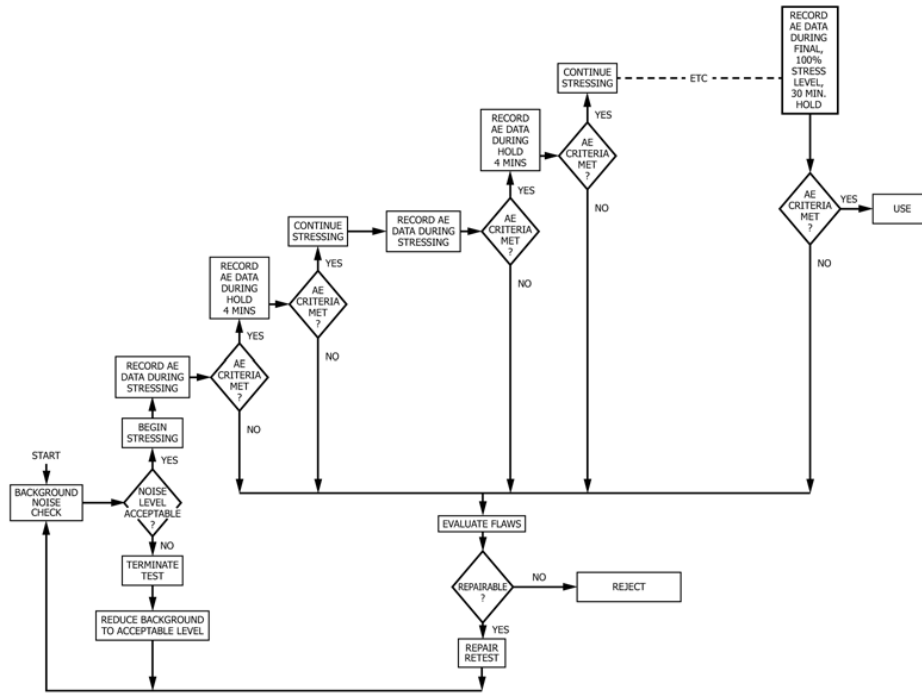 START
BACKGROUND
NOISE
CHECK
NOISE
LEVEL
ACCEPTABLE
?
YES
NO
TERMINATE
TEST
REDUCE BACKGROUND
TO ACCEPTABLE LEVEL
BEGIN
STRESSING
RECORD AE
DATA DURING
STRESSING
AE
CRITERIA
MET
?
YES
NO
RECORD
AE DATA
DURING
HOLD
4 MINS
AE
CRITERIA
MET
?
YES
NO
CONTINUE
STRESSING
RECORD AE
DATA DURING
STRESSING
AE
CRITERIA
MET
?
YES
NO
RECORD
AE DATA
DURING
HOLD
4 MINS
AE
CRITERIA
MET
?
YES
NO
CONTINUE
STRESSING
ETC
RECORD
AE DATA
DURING
FINAL,
100%
STRESS
LEVEL,
30 MIN.
HOLD
AE
CRITERIA
MET
?
YES
USE
NO
EVALUATE FLAWS
REPAIRABLE
?
NO
REJECT
YES
REPAIR
RETEST